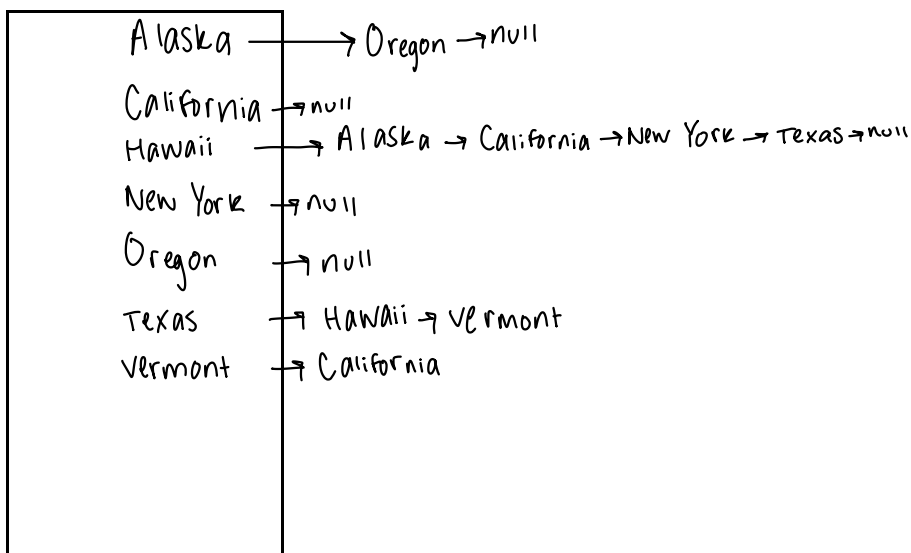 Alaska → Oregon → null
California → null
Hawaii → Alaska → California → New York → Texas → null
New York → null
Oregon → null
Texas → Hawaii → Vermont
Vermont → California